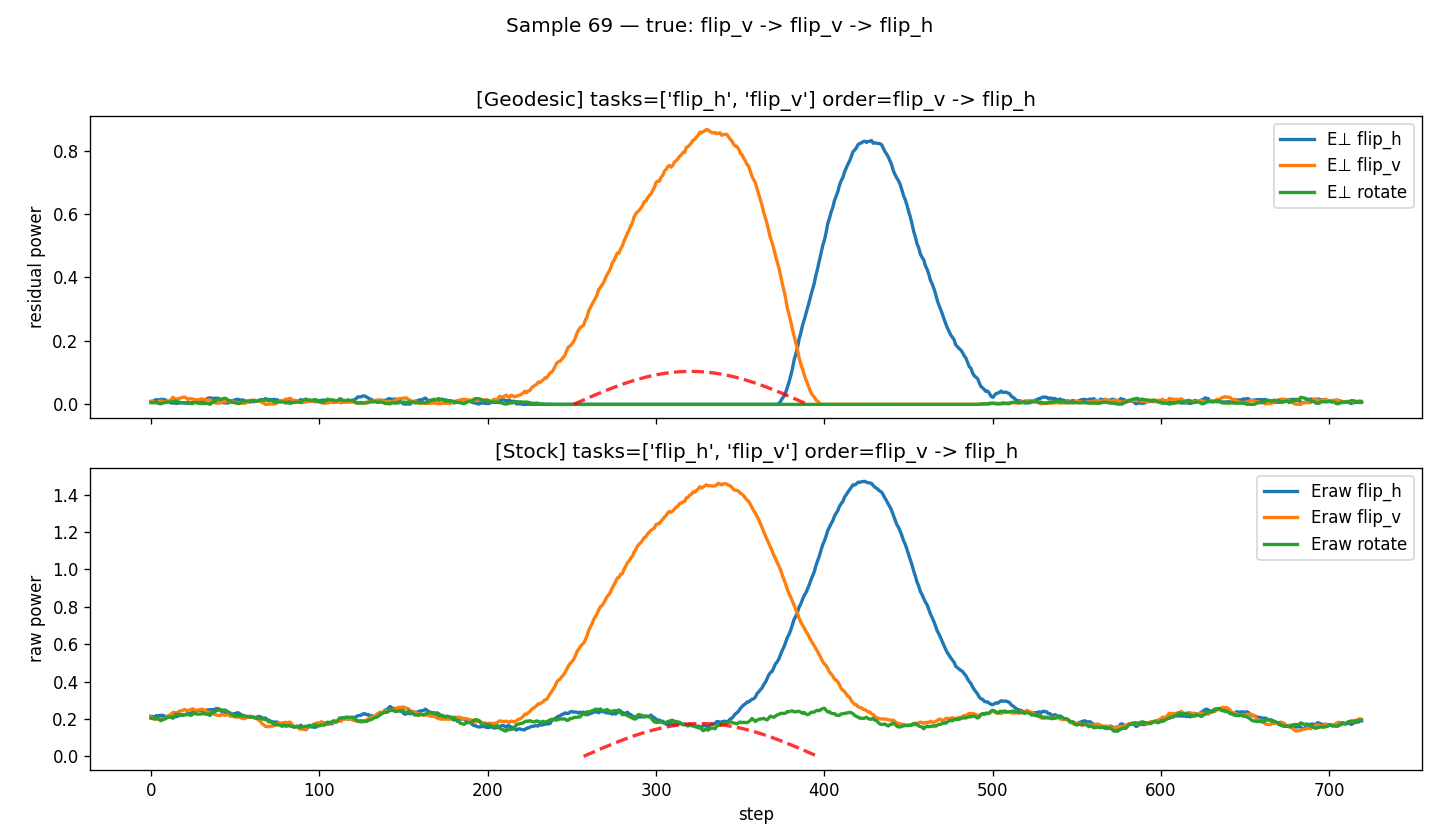 Sample 69 — true: flip_v -> flip_v -> flip_h
[Geodesic] tasks=['flip_h', 'flip_v'] order=flip_v -> flip_h
residual power
0.8
0.6
0.4
0.2
0.0
E⊥ flip_h
E⊥ flip_v
E⊥ rotate
[Stock] tasks=['flip_h', 'flip_v'] order=flip_v -> flip_h
raw power
1.4
1.2
1.0
0.8
0.6
0.4
0.2
0.0
Eraw flip_h
Eraw flip_v
Eraw rotate
0 100 200 300 400 500 600 700
step